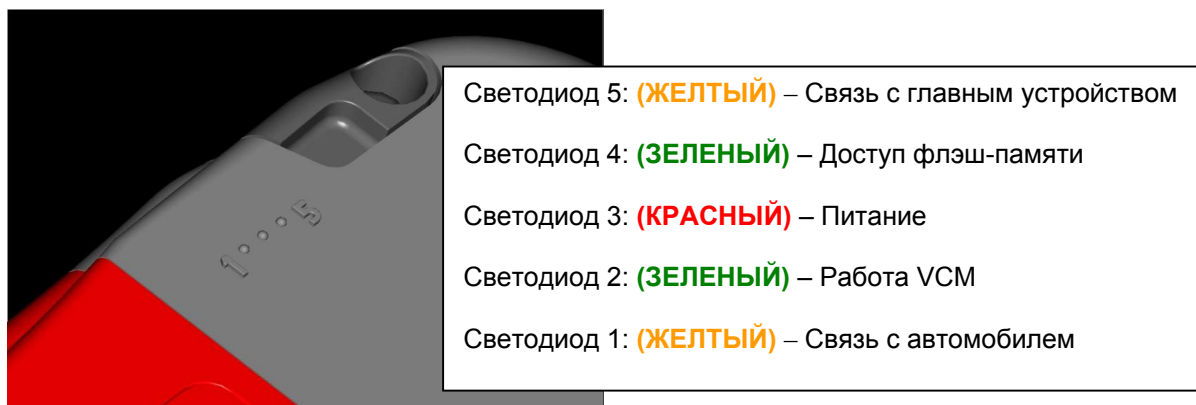 1 5
Светодиод 5: (ЖЕЛТЫЙ) – Связь с главным устройством
Светодиод 4: (ЗЕЛЕНЫЙ) – Доступ флэш-памяти
Светодиод 3: (КРАСНЫЙ) – Питание
Светодиод 2: (ЗЕЛЕНЫЙ) – Работа VCM
Светодиод 1: (ЖЕЛТЫЙ) – Связь с автомобилем